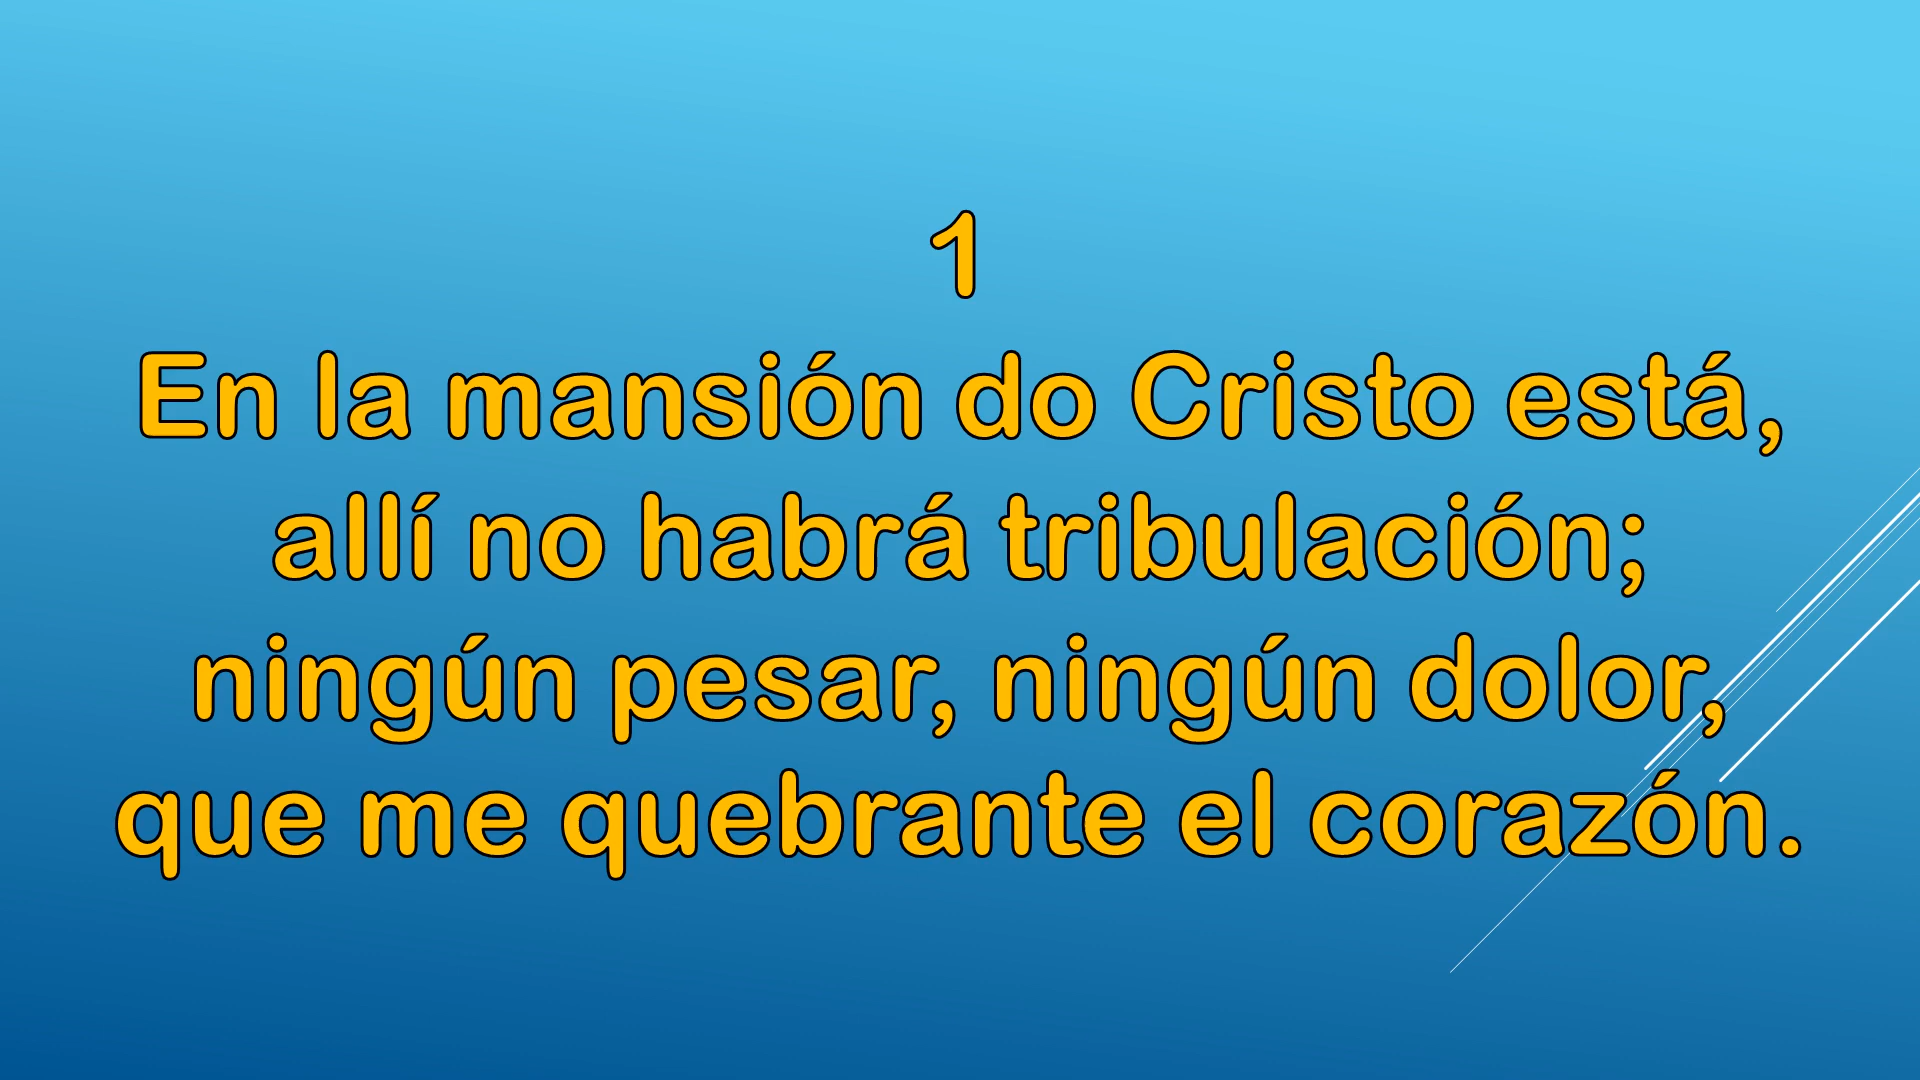 1
En la mansión do Cristo está,
allí no habrá tribulación;
ningún pesar, ningún dolor,
que me quebrante el corazón.